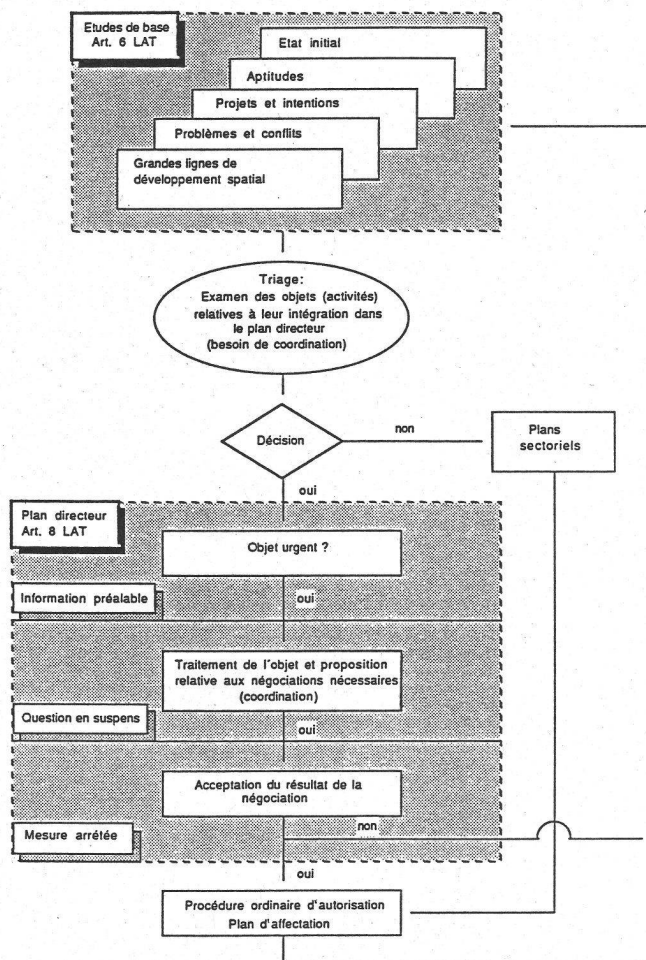 Etudes de base
Art. 6 LAT
Etat initial
Aptitudes
Projets et intentions
Problèmes et conflits
Grandes lignes de
développement spatial
Triage:
Examen des objets (activités)
relatives à leur intégration dans
le plan directeur
(besoin de coordination)
Décision
non
Plans
sectoriels
oui
Plan directeur
Art. 8 LAT
Objet urgent ?
Information préalable
oui
Traitement de l'objet et proposition
relative aux négociations nécessaires
(coordination)
Question en suspens
oui
Acceptation du résultat de la
négociation
non
Mesure arrétée
oui
Procédure ordinaire d'autorisation
Plan d'affectation